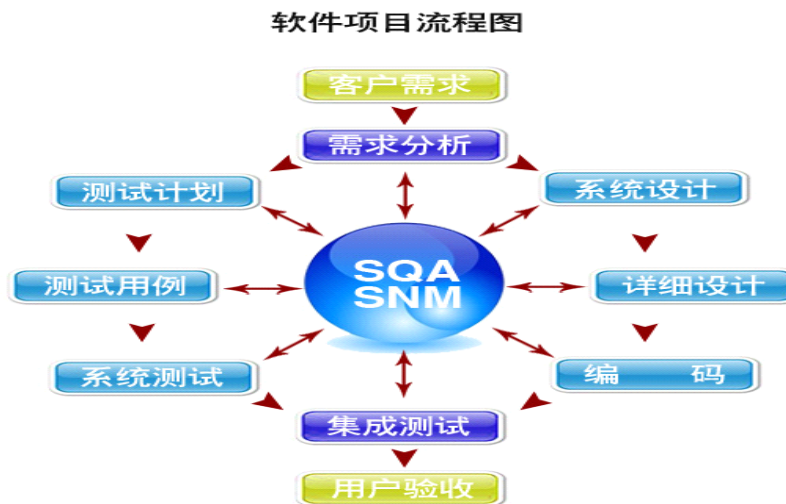 软件项目流程图
客户需求
需求分析
测试计划
系统设计
SQA
SNM
测试用例
详细设计
系统测试
编 码
集成测试
用户验收